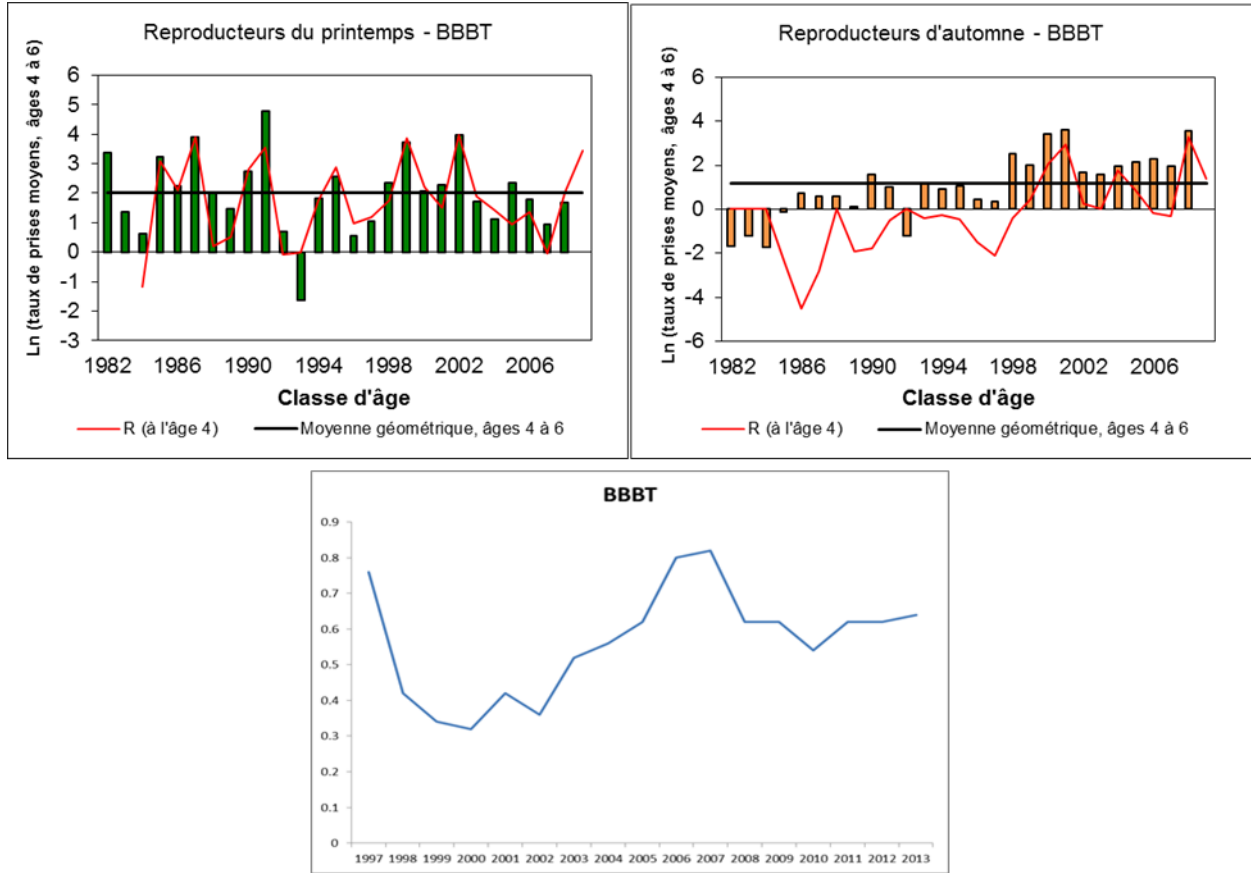 Reproducteurs du printemps - BBBT
Ln (taux de prises moyens, âges 4 à 6)
6
5
4
3
2
1
0
-1
-2
-3
1982 1986 1990 1994 1998 2002 2006
Classe d'âge
R (à l'âge 4) Moyenne géométrique, âges 4 à 6
Reproducteurs d'automne - BBBT
Ln (taux de prises moyens, âges 4 à 6)
6
4
2
0
-2
-4
-6
1982 1986 1990 1994 1998 2002 2006
Classe d'âge
R (à l'âge 4) Moyenne géométrique, âges 4 à 6
BBBT
0.9
0.8
0.7
0.6
0.5
0.4
0.3
0.2
0.1
0
1997 1998 1999 2000 2001 2002 2003 2004 2005 2006 2007 2008 2009 2010 2011 2012 2013